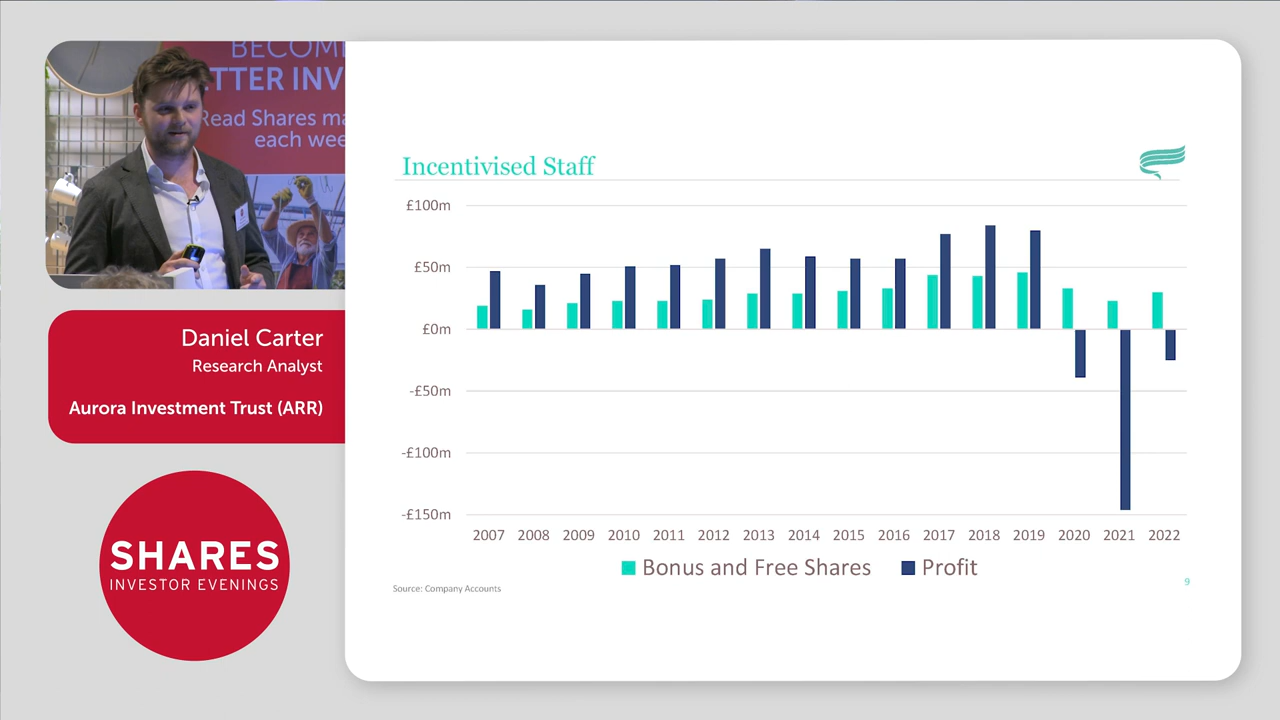 BECOM
TTER INV
Read Shares ma
each wee
Daniel Carter
Research Analyst
Aurora Investment Trust (ARR)
SHARES
INVESTOR EVENINGS
Incentivised Staff
£100m
£50m
£0m
-£50m
-£100m
-£150m
2007 2008 2009 2010 2011 2012 2013 2014 2015 2016 2017 2018 2019 2020 2021 2022
Bonus and Free Shares Profit
Source: Company Accounts
9